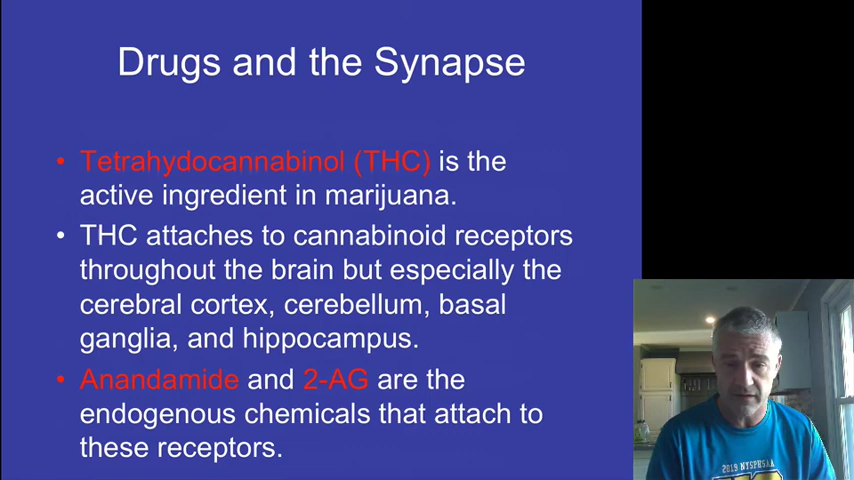 Drugs and the Synapse
• Tetrahydocannabinol (THC) is the
active ingredient in marijuana.
• THC attaches to cannabinoid receptors
throughout the brain but especially the
cerebral cortex, cerebellum, basal
ganglia, and hippocampus.
• Anandamide and 2-AG are the
endogenous chemicals that attach to
these receptors.
2019 NYSPHSAA